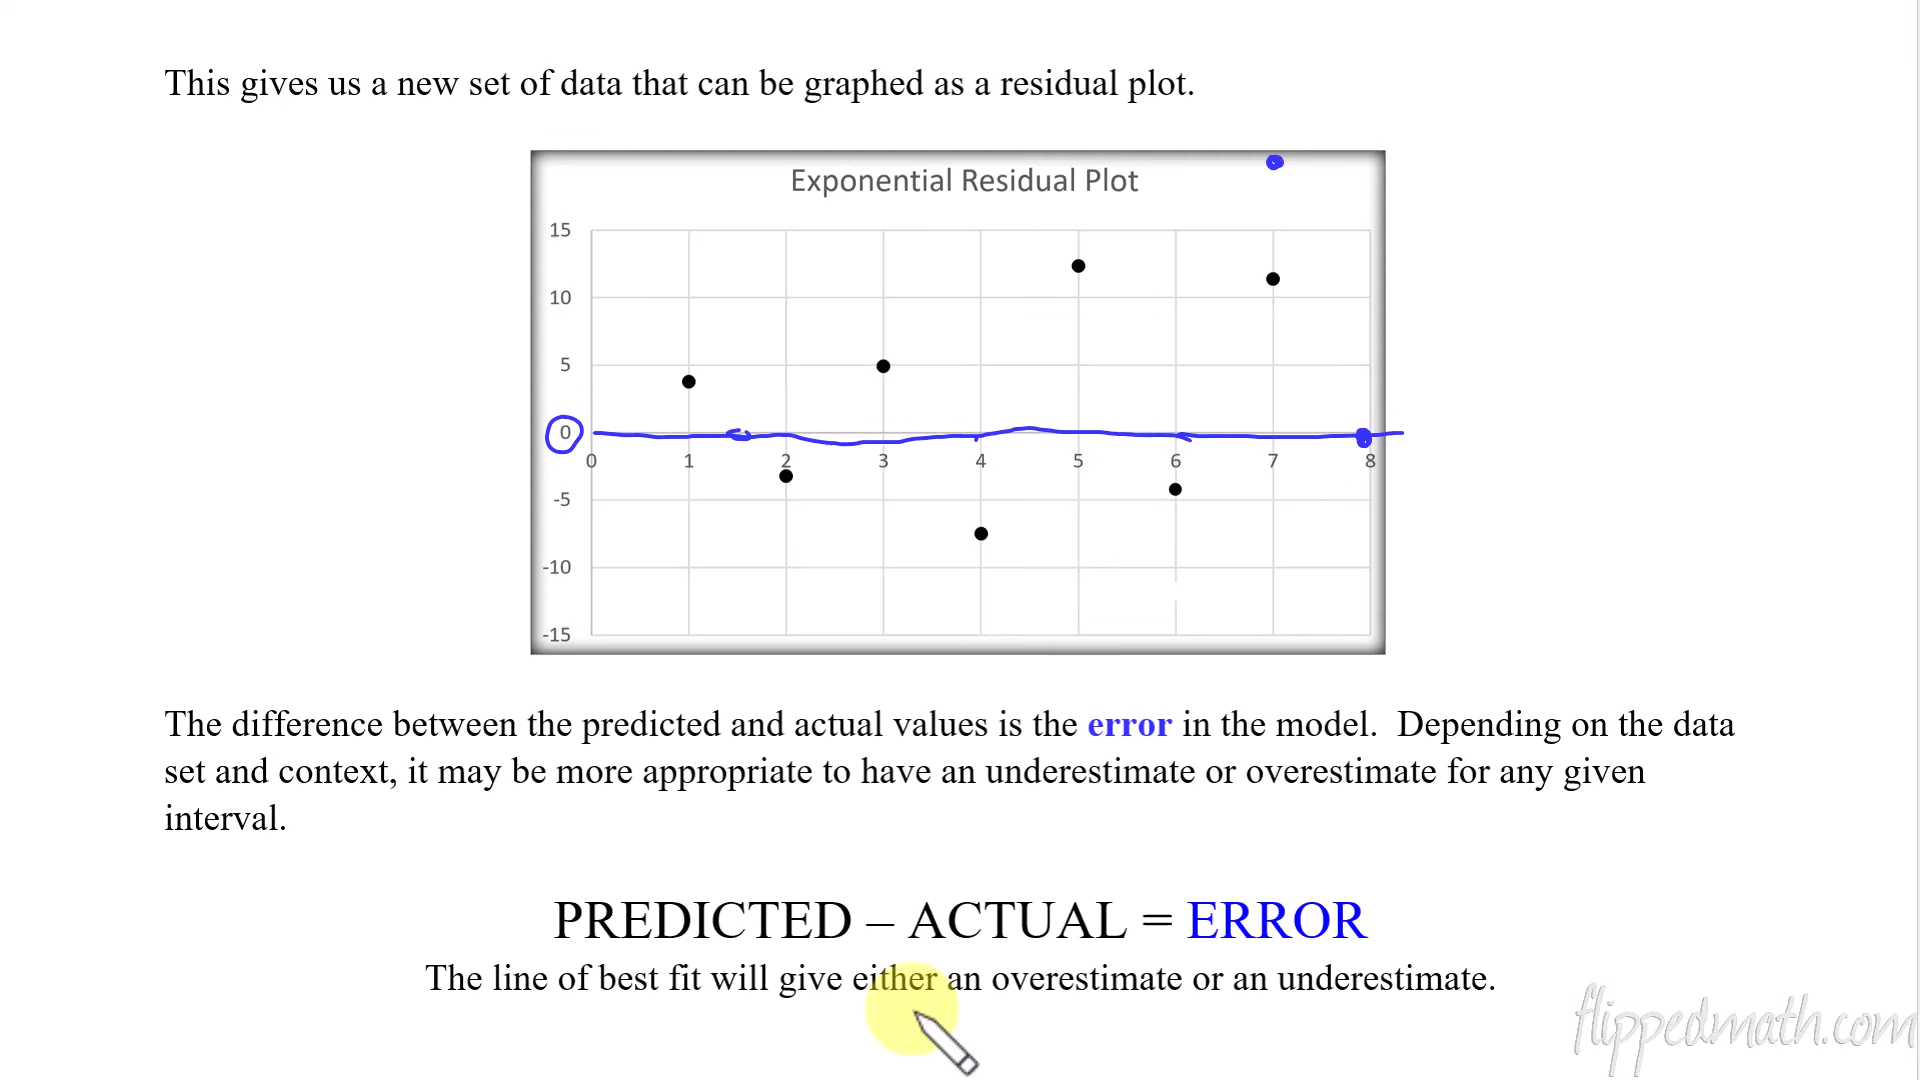 This gives us a new set of data that can be graphed as a residual plot.
Exponential Residual Plot
15
10
5
0
0 1 2 3 4 5 6 7 8
-5
-10
-15
The difference between the predicted and actual values is the error in the model. Depending on the data
set and context, it may be more appropriate to have an underestimate or overestimate for any given
interval.
PREDICTED – ACTUAL = ERROR
The line of best fit will give either an overestimate or an underestimate.
flippedmath.com